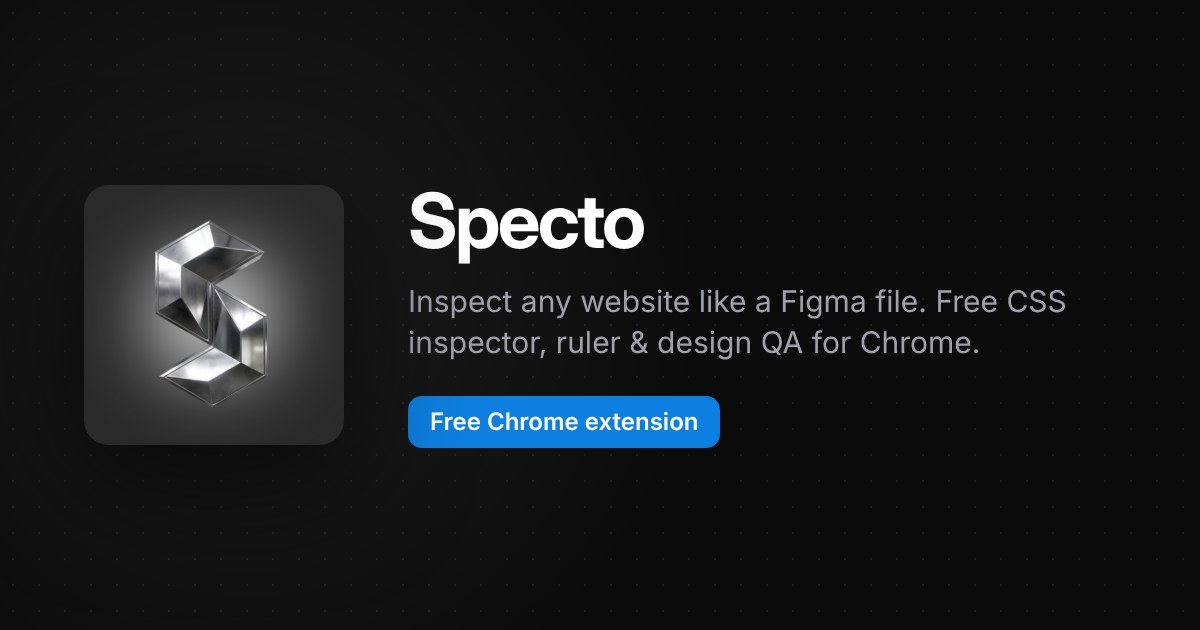 Specto
Inspect any website like a Figma file. Free CSS
inspector, ruler & design QA for Chrome.
Free Chrome extension